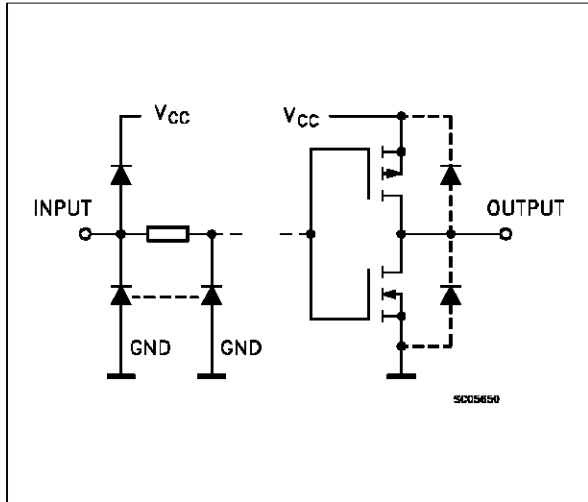 VCC
VCC
INPUT
OUTPUT
GND
GND
SC05650